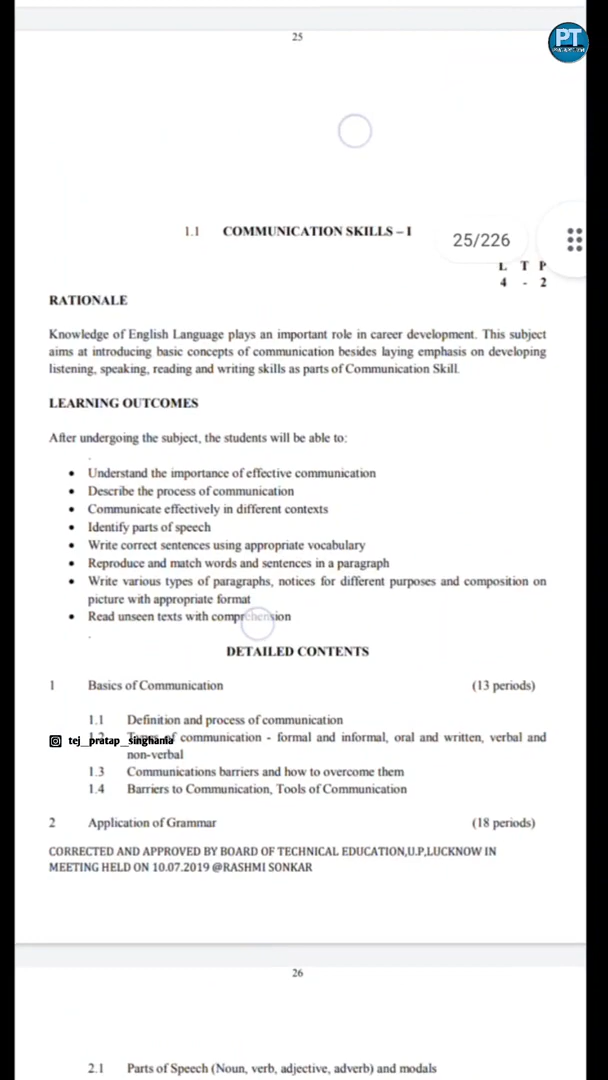 25
PT
1.1 COMMUNICATION SKILLS – I
25/226
L T P
4 - 2
RATIONALE
Knowledge of English Language plays an important role in career development. This subject
aims at introducing basic concepts of communication besides laying emphasis on developing
listening, speaking, reading and writing skills as parts of Communication Skill.
LEARNING OUTCOMES
After undergoing the subject, the students will be able to:
• Understand the importance of effective communication
• Describe the process of communication
• Communicate effectively in different contexts
• Identify parts of speech
• Write correct sentences using appropriate vocabulary
• Reproduce and match words and sentences in a paragraph
• Write various types of paragraphs, notices for different purposes and composition on
picture with appropriate format
• Read unseen texts with comprehension
DETAILED CONTENTS
1 Basics of Communication (13 periods)
1.1 Definition and process of communication
1.2 Types of communication - formal and informal, oral and written, verbal and
tej_pratap_singhania
non-verbal
1.3 Communications barriers and how to overcome them
1.4 Barriers to Communication, Tools of Communication
2 Application of Grammar (18 periods)
CORRECTED AND APPROVED BY BOARD OF TECHNICAL EDUCATION,U.P,LUCKNOW IN
MEETING HELD ON 10.07.2019 @RASHMI SONKAR
26
2.1 Parts of Speech (Noun, verb, adjective, adverb) and modals